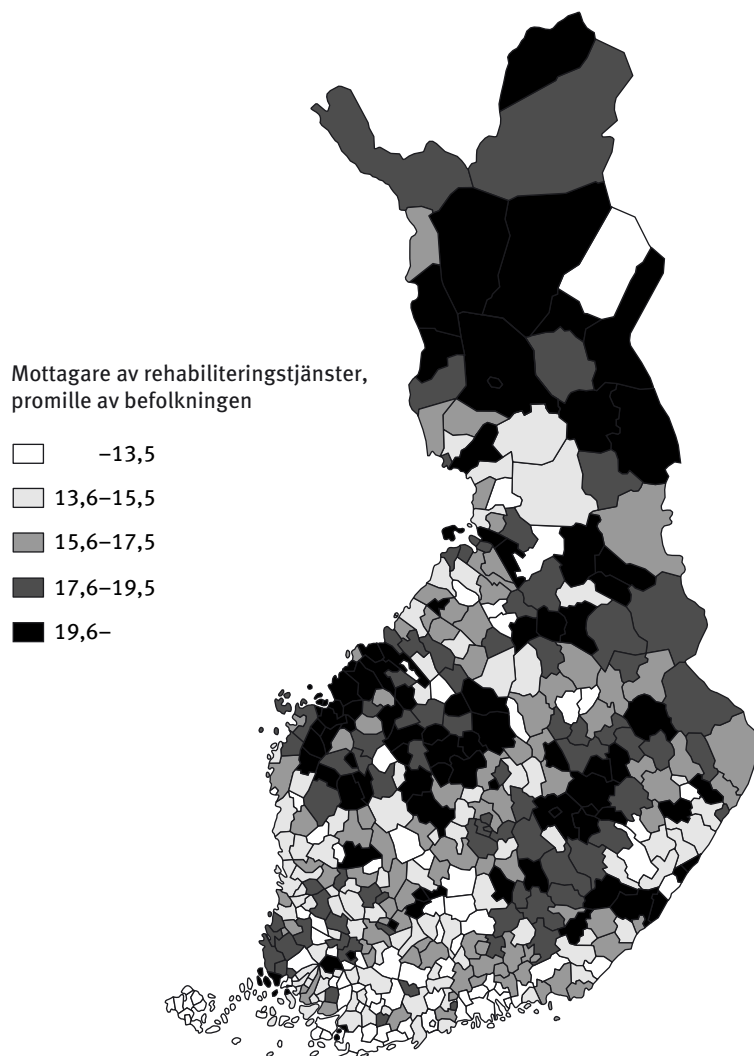 Mottagare av rehabiliteringstjänster,
promille av befolkningen
–13,5
13,6–15,5
15,6–17,5
17,6–19,5
19,6–